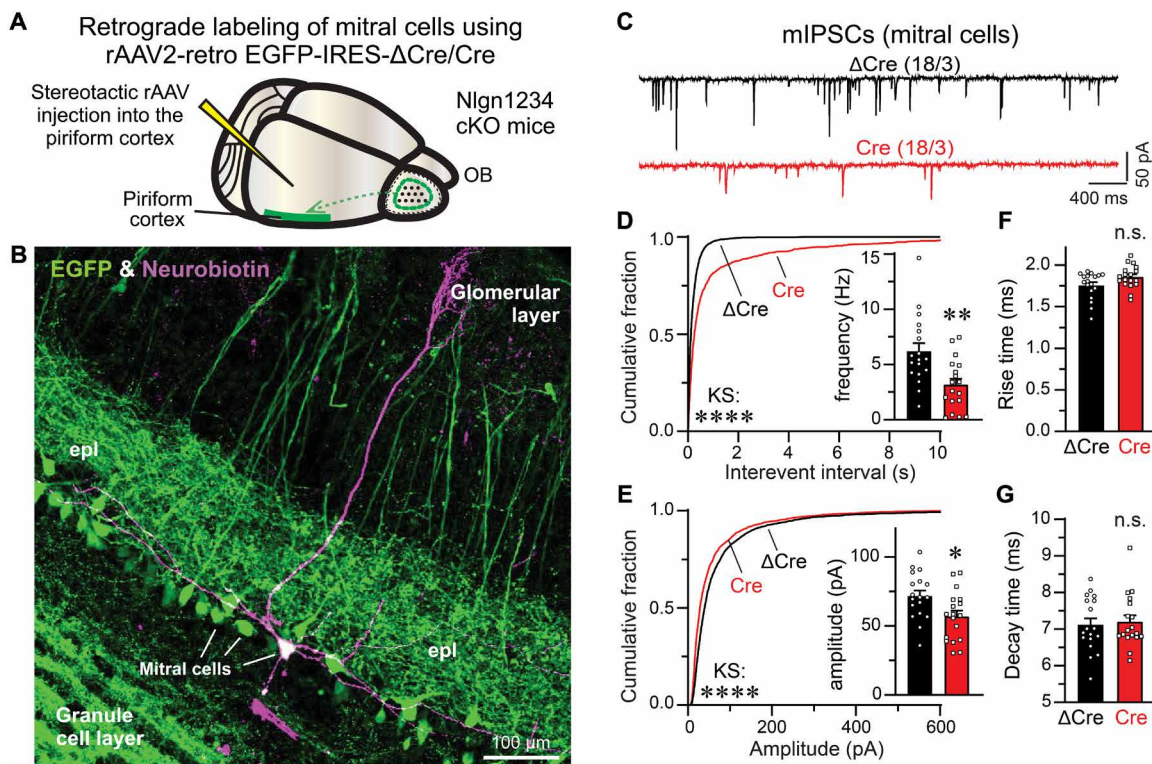 A
Retrograde labeling of mitral cells using
rAAV2-retro EGFP-IRES-ΔCre/Cre
Stereotactic rAAV
injection into the
piriform cortex
Nlgn1234
cKO mice
OB
Piriform
cortex
B
EGFP & Neurobiotin
Glomerular
layer
epl
epl
Mitral cells
Granule
cell layer
100 µm
C
mIPSCs (mitral cells)
ΔCre (18/3)
Cre (18/3)
50 pA
400 ms
D
Cumulative fraction
1.0
0.5
0.0
ΔCre
Cre
KS:
****
0 2 4 6 8 10
Interevent interval (s)
frequency (Hz)
15
10
5
0
**
E
Cumulative fraction
1.0
0.5
0.0
Cre
ΔCre
KS:
****
0 200 400 600
Amplitude (pA)
amplitude (pA)
100
50
0
*
F
n.s.
Rise time (ms)
2.0
1.5
1.0
0.5
0.0
ΔCre Cre
G
n.s.
Decay time (ms)
10
9
8
7
6
5
ΔCre Cre